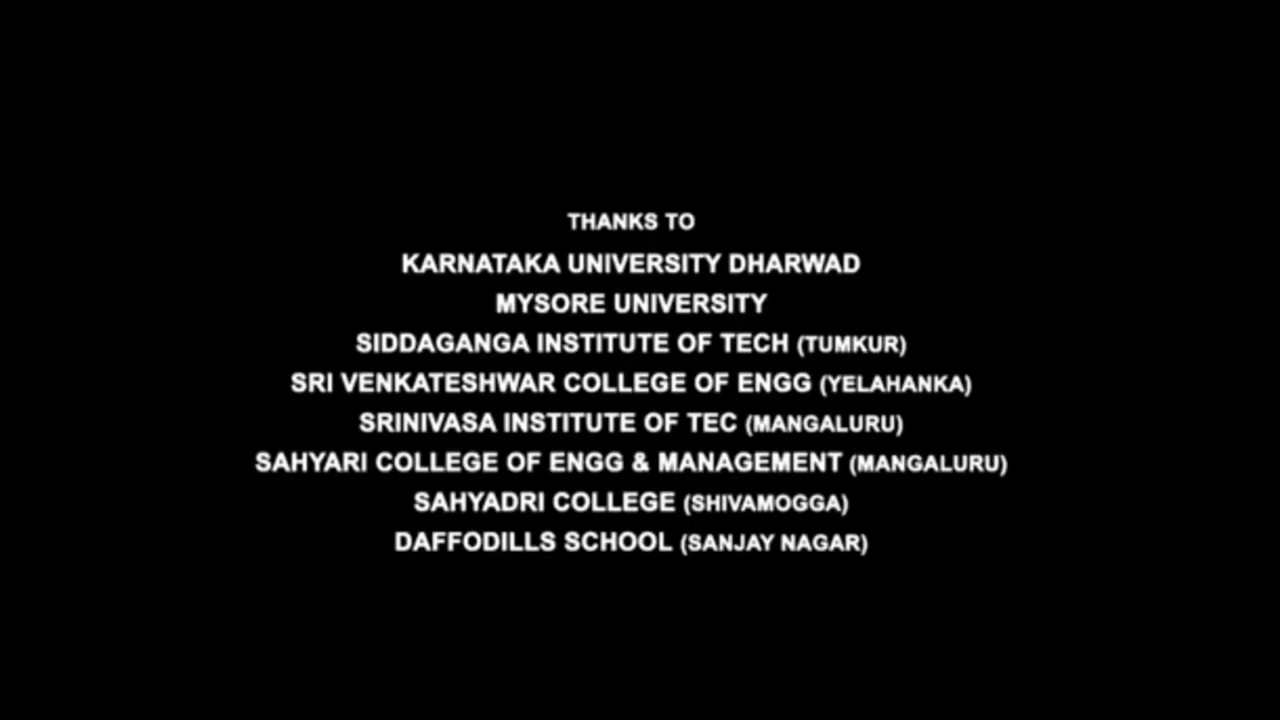 THANKS TO
KARNATAKA UNIVERSITY DHARWAD
MYSORE UNIVERSITY
SIDDAGANGA INSTITUTE OF TECH (TUMKUR)
SRI VENKATESHWAR COLLEGE OF ENGG (YELAHANKA)
SRINIVASA INSTITUTE OF TEC (MANGALURU)
SAHYARI COLLEGE OF ENGG & MANAGEMENT (MANGALURU)
SAHYADRI COLLEGE (SHIVAMOGGA)
DAFFODILLS SCHOOL (SANJAY NAGAR)